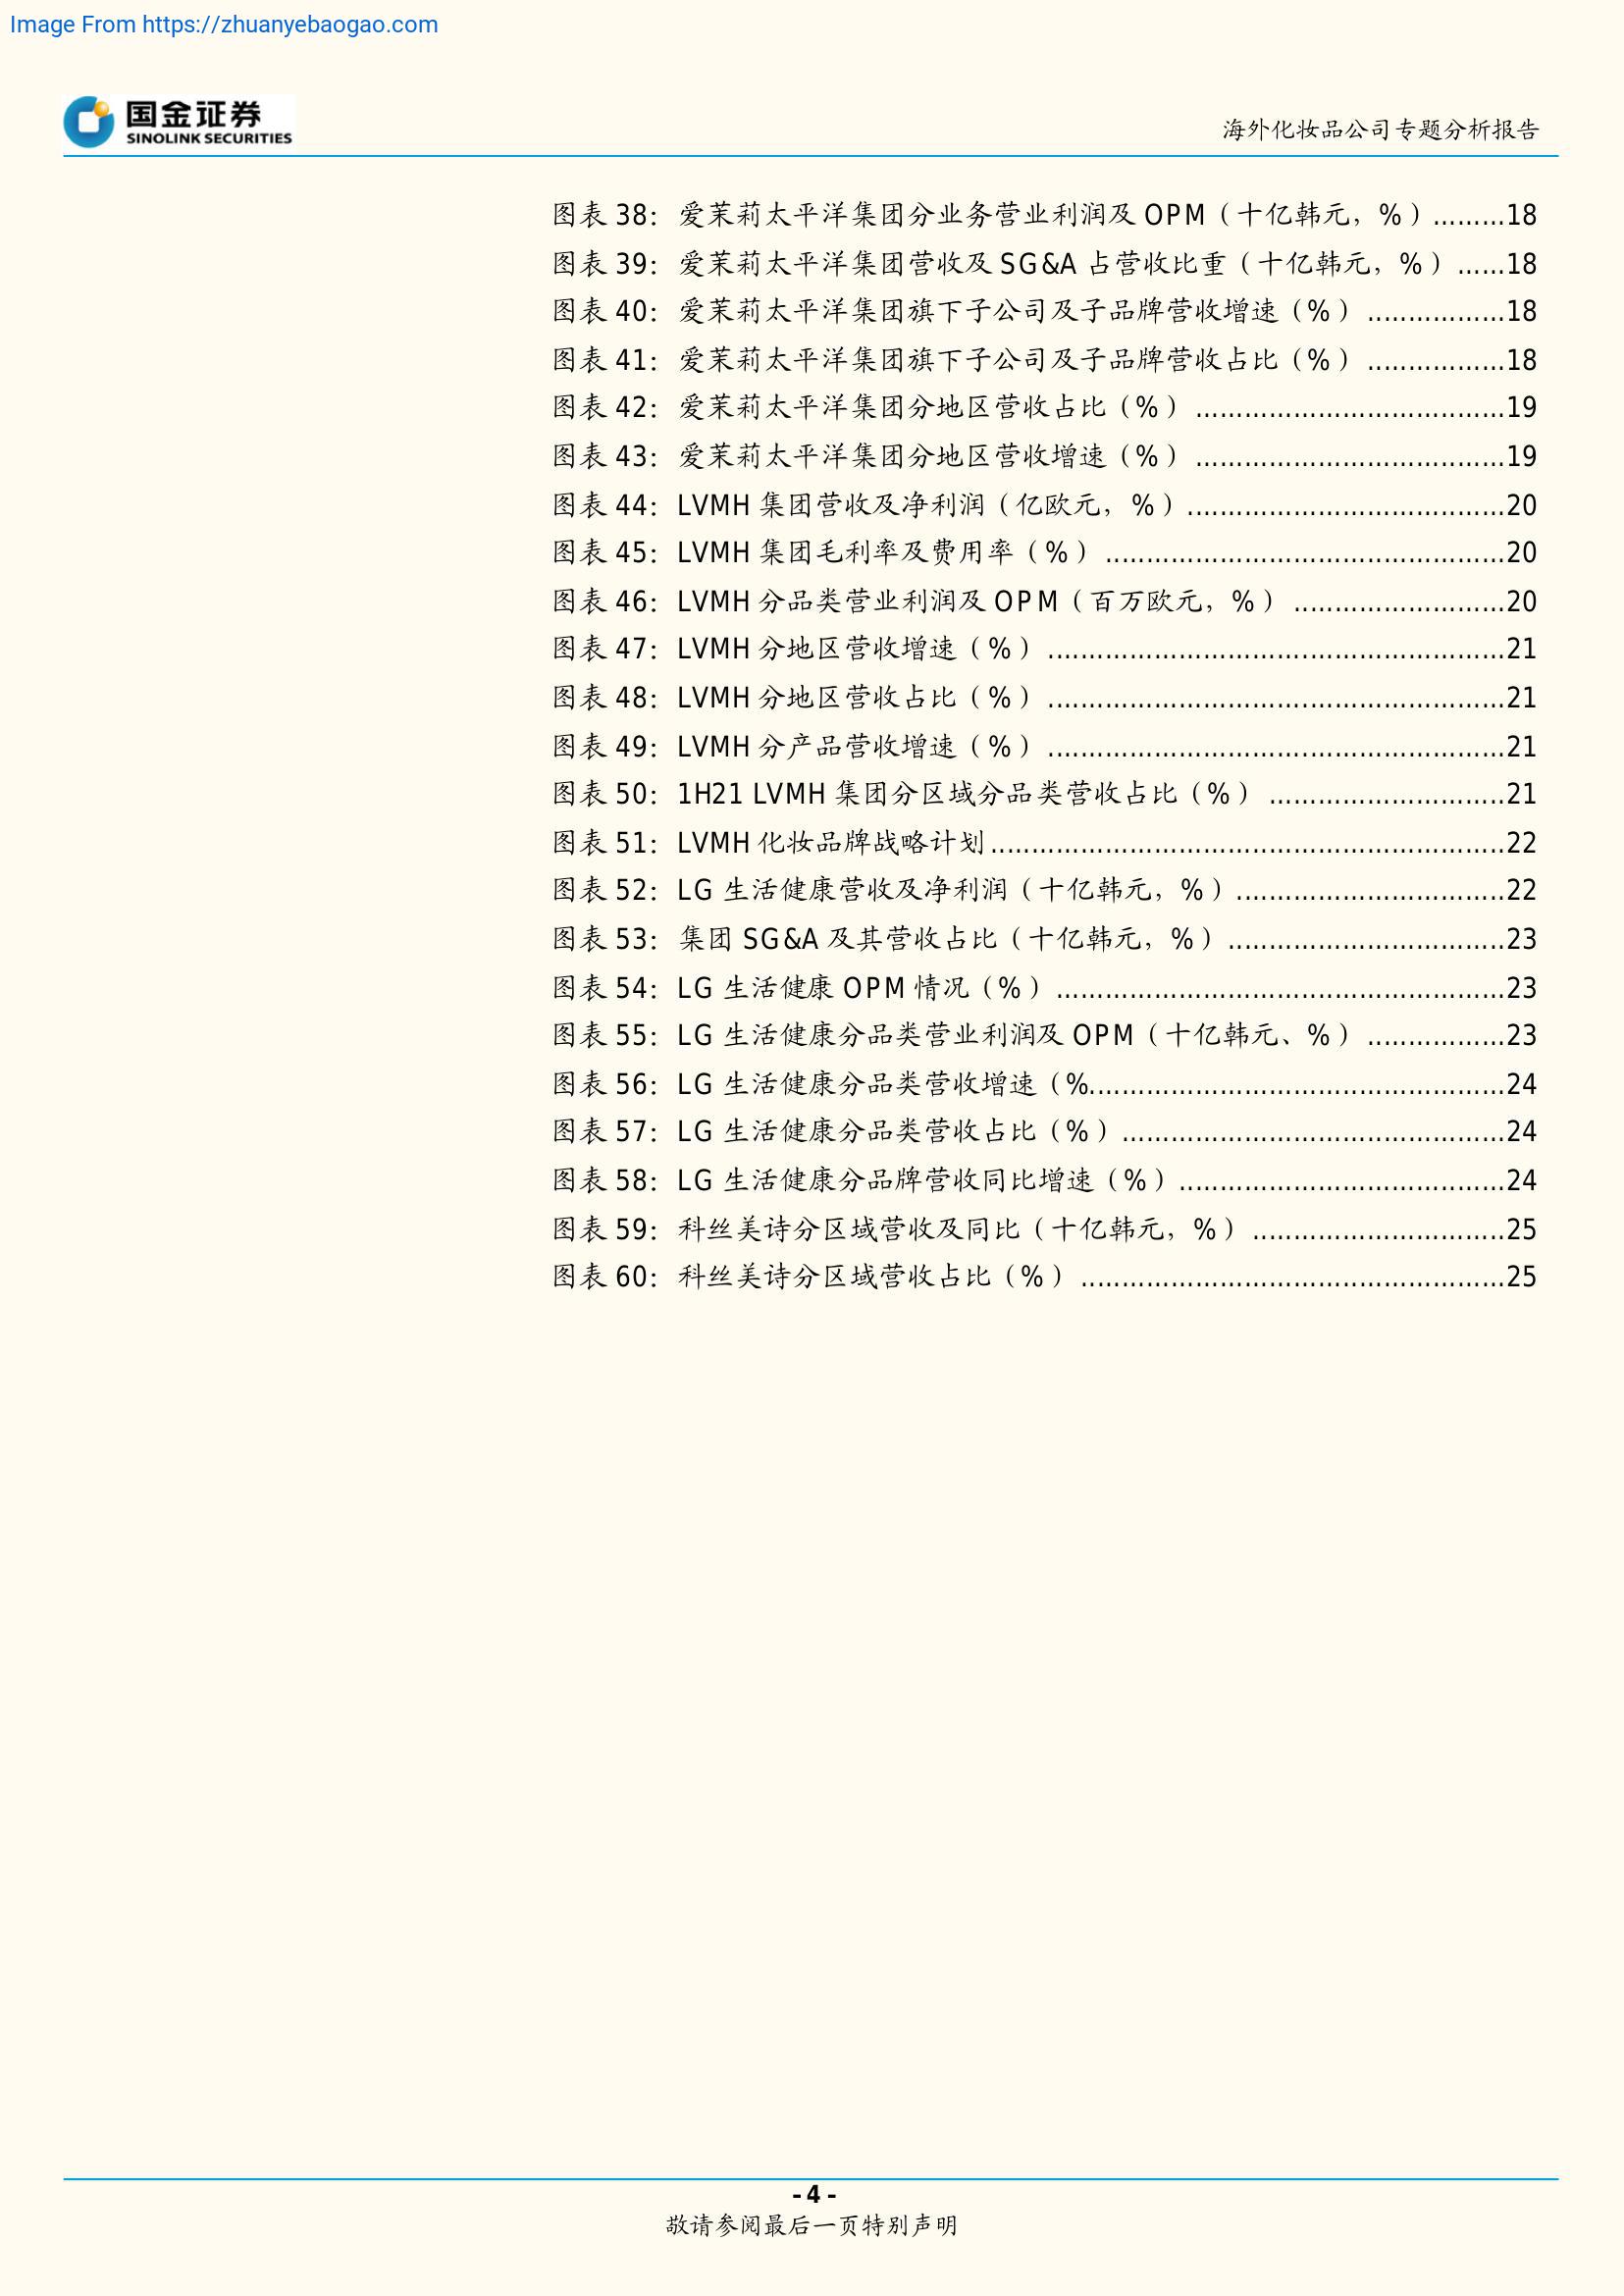 Image From https://zhuanyebaogao.com
国金证券
SINOLINK SECURITIES
海外化妆品公司专题分析报告
图表 38：爱茉莉太平洋集团分业务营业利润及 OPM（十亿韩元，%）.........18
图表 39：爱茉莉太平洋集团营收及 SG&A 占营收比重（十亿韩元，%）......18
图表 40：爱茉莉太平洋集团旗下子公司及子品牌营收增速（%）.................18
图表 41：爱茉莉太平洋集团旗下子公司及子品牌营收占比（%）.................18
图表 42：爱茉莉太平洋集团分地区营收占比（%）......................................19
图表 43：爱茉莉太平洋集团分地区营收增速（%）......................................19
图表 44：LVMH 集团营收及净利润（亿欧元，%）.......................................20
图表 45：LVMH 集团毛利率及费用率（%）.................................................20
图表 46：LVMH 分品类营业利润及 OPM（百万欧元，%）..........................20
图表 47：LVMH 分地区营收增速（%）........................................................21
图表 48：LVMH 分地区营收占比（%）........................................................21
图表 49：LVMH 分产品营收增速（%）........................................................21
图表 50：1H21 LVMH 集团分区域分品类营收占比（%）.............................21
图表 51：LVMH 化妆品牌战略计划...............................................................22
图表 52：LG 生活健康营收及净利润（十亿韩元，%）.................................22
图表 53：集团 SG&A 及其营收占比（十亿韩元，%）..................................23
图表 54：LG 生活健康 OPM 情况（%）.......................................................23
图表 55：LG 生活健康分品类营业利润及 OPM（十亿韩元、%）.................23
图表 56：LG 生活健康分品类营收增速（%...................................................24
图表 57：LG 生活健康分品类营收占比（%）...............................................24
图表 58：LG 生活健康分品牌营收同比增速（%）........................................24
图表 59：科丝美诗分区域营收及同比（十亿韩元，%）...............................25
图表 60：科丝美诗分区域营收占比（%）....................................................25
- 4 -
敬请参阅最后一页特别声明